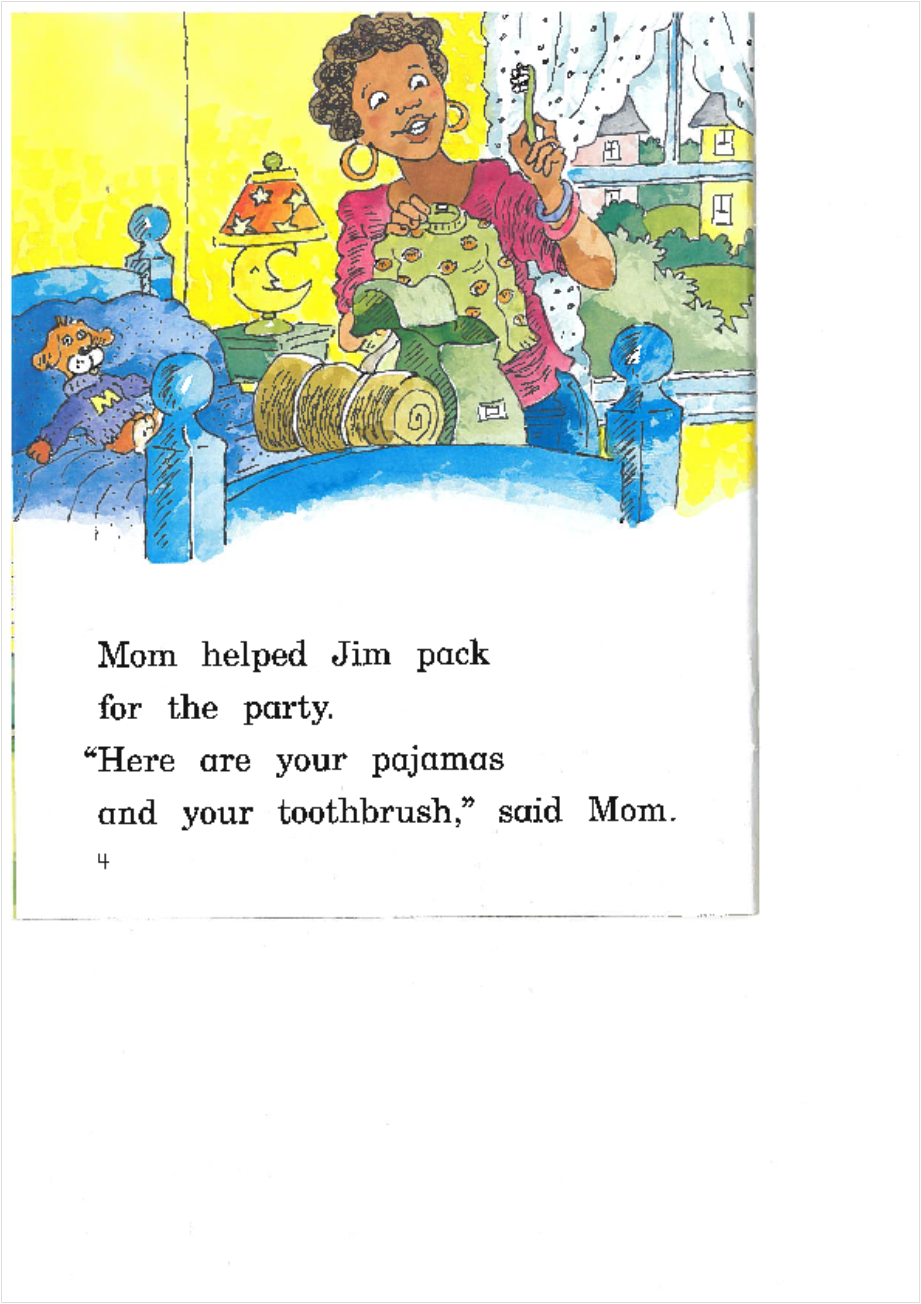 M
Mom helped Jim pack
for the party.
“Here are your pajamas
and your toothbrush,” said Mom.
4